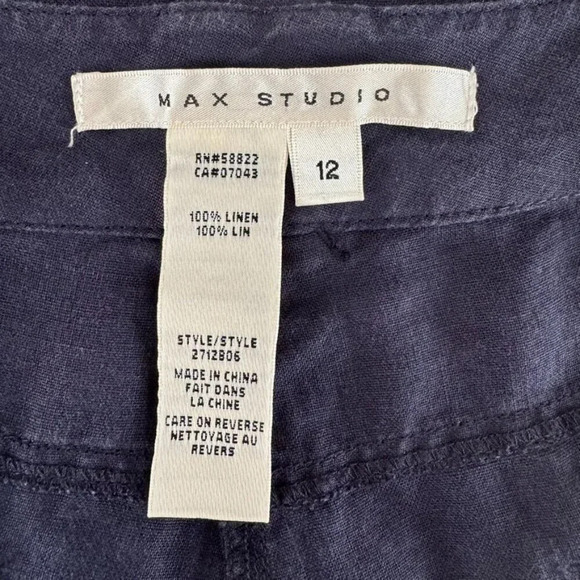 MAX STUDIO
RN#58822
CA#07043
12
100% LINEN
100% LIN
STYLE/STYLE
2712B06
MADE IN CHINA
FAIT DANS
LA CHINE
CARE ON REVERSE
NETTOYAGE AU
REVERS